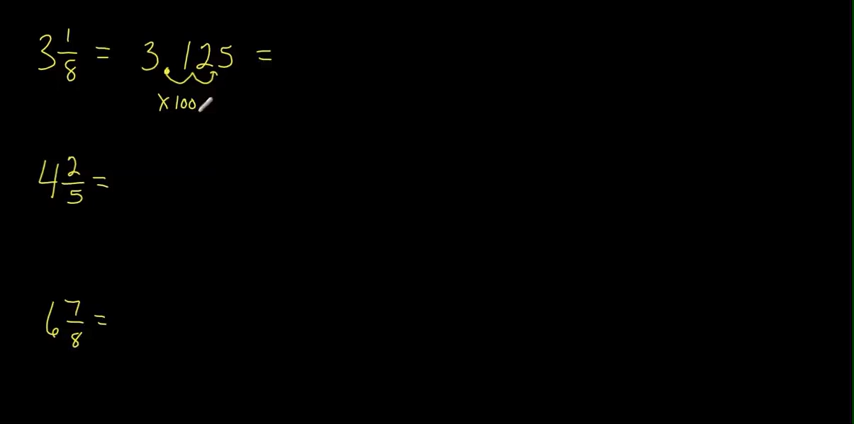 3 1/8 = 3.125 =
×100
4 2/5 =
6 7/8 =